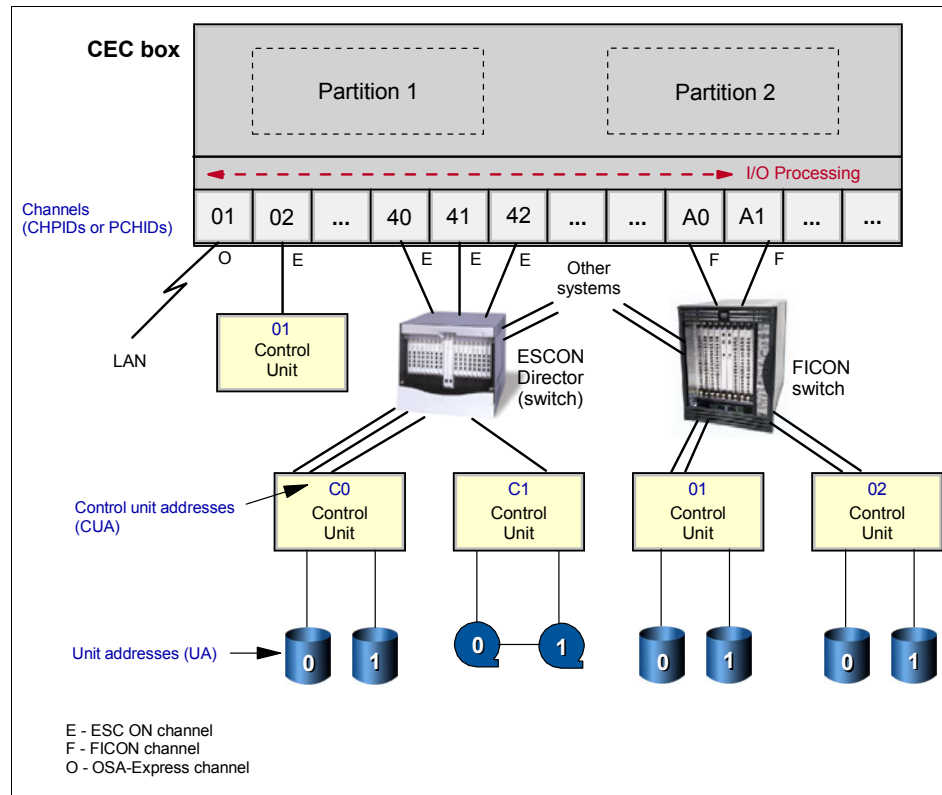 CEC box
Partition 1
Partition 2
I/O Processing
Channels
(CHPIDs or PCHIDs)
01
02
...
40
41
42
...
...
A0
A1
...
...
O
E
E
E
E
F
F
LAN
01
Control
Unit
Other
systems
ESCON
Director
(switch)
FICON
switch
Control unit addresses
(CUA)
C0
Control
Unit
C1
Control
Unit
01
Control
Unit
02
Control
Unit
Unit addresses (UA)
0
1
0
1
0
1
0
1
E - ESC ON channel
F - FICON channel
O - OSA-Express channel